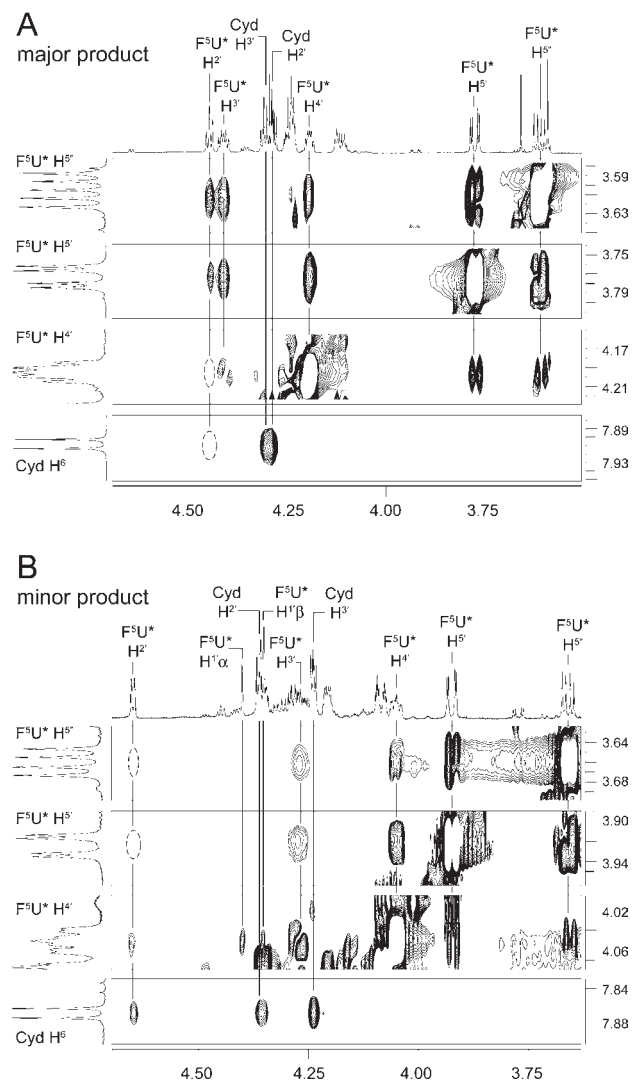 A
major product
Cyd
H3'
Cyd
H2'
F5U*
H2'
F5U*
H3'
F5U*
H4'
F5U*
H5'
F5U*
H5''
F5U* H5''
3.59
3.63
F5U* H5'
3.75
3.79
F5U* H4'
4.17
4.21
7.89
7.93
Cyd H6
4.50 4.25 4.00 3.75
B
minor product
Cyd
H2'
F5U*
H1'β
Cyd
H3'
F5U*
H2'
F5U*
H1'α
F5U*
H3'
F5U*
H4'
F5U*
H5'
F5U*
H5''
F5U* H5''
3.64
3.68
F5U* H5'
3.90
3.94
F5U* H4'
4.02
4.06
7.84
7.88
Cyd H6
4.50 4.25 4.00 3.75